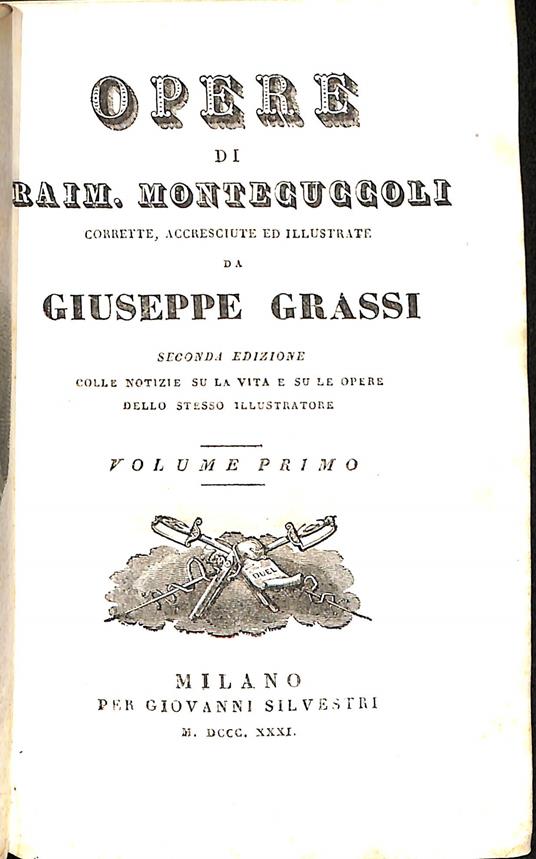 OPERE
DI
RAIM. MONTECUCCOLI
CORRETTE, ACCRESCIUTE ED ILLUSTRATE
DA
GIUSEPPE GRASSI
SECONDA EDIZIONE
COLLE NOTIZIE SU LA VITA E SU LE OPERE
DELLO STESSO ILLUSTRATORE
VOLUME PRIMO
DUEL
MILANO
PER GIOVANNI SILVESTRI
M. DCCC. XXXI.